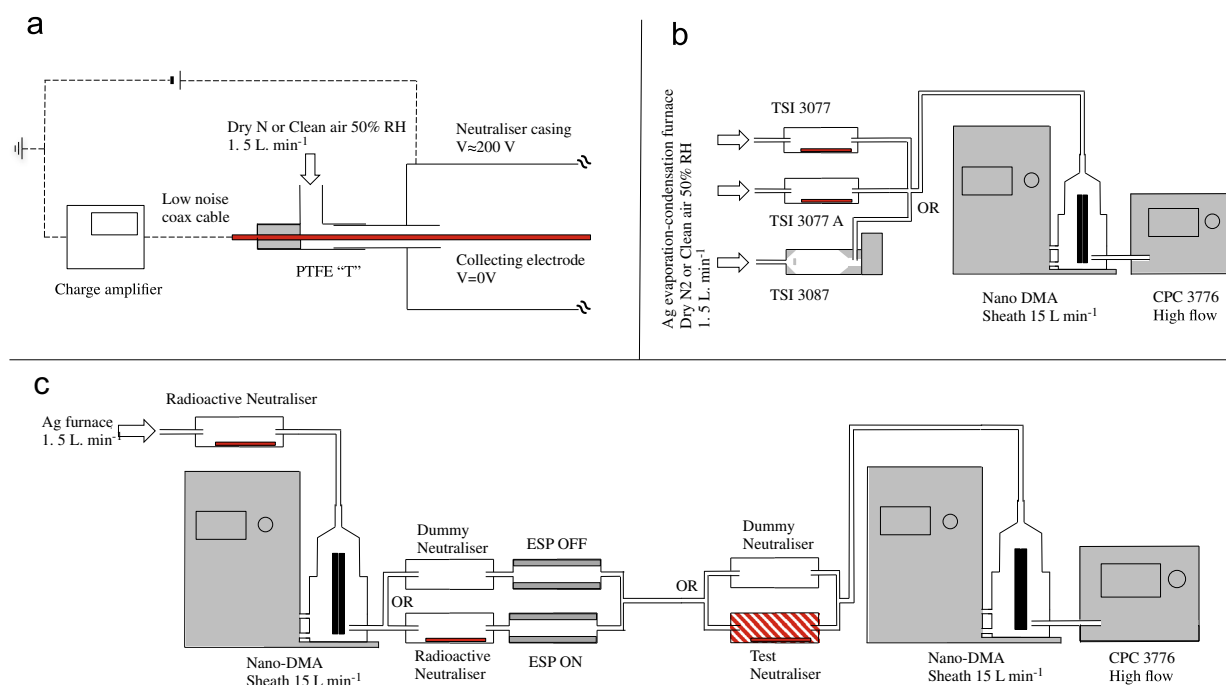 a
Dry N or Clean air 50% RH
1. 5 L. min-1
Neutraliser casing
V≈200 V
Low noise
coax cable
PTFE “T”
Collecting electrode
V=0V
Charge amplifier
b
Ag evaporation-condensation furnace
Dry N2 or Clean air 50% RH
1. 5 L. min-1
TSI 3077
TSI 3077 A
OR
TSI 3087
Nano DMA
Sheath 15 L min-1
CPC 3776
High flow
c
Radioactive Neutraliser
Ag furnace
1. 5 L. min-1
Dummy
Neutraliser
ESP OFF
OR
Radioactive
Neutraliser
ESP ON
Nano-DMA
Sheath 15 L min-1
Dummy
Neutraliser
OR
Test
Neutraliser
Nano-DMA
Sheath 15 L min-1
CPC 3776
High flow